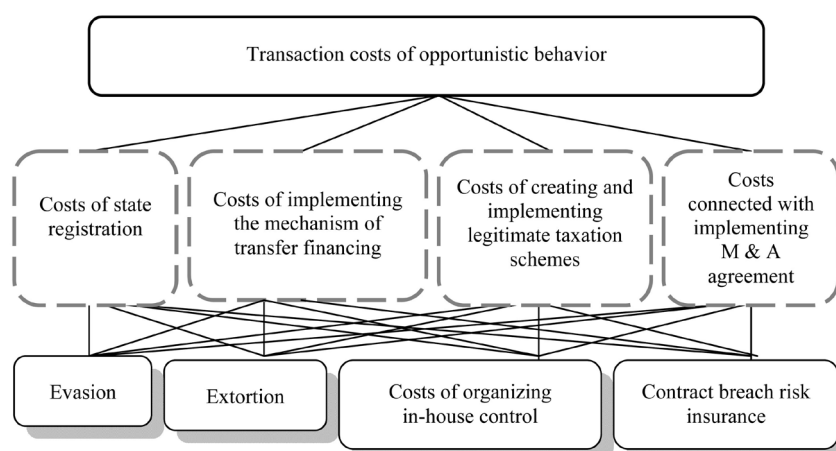 Transaction costs of opportunistic behavior
Costs of state
registration
Costs of implementing
the mechanism of
transfer financing
Costs of creating and
implementing
legitimate taxation
schemes
Costs
connected with
implementing
M & A
agreement
Evasion
Extortion
Costs of organizing
in-house control
Contract breach risk
insurance